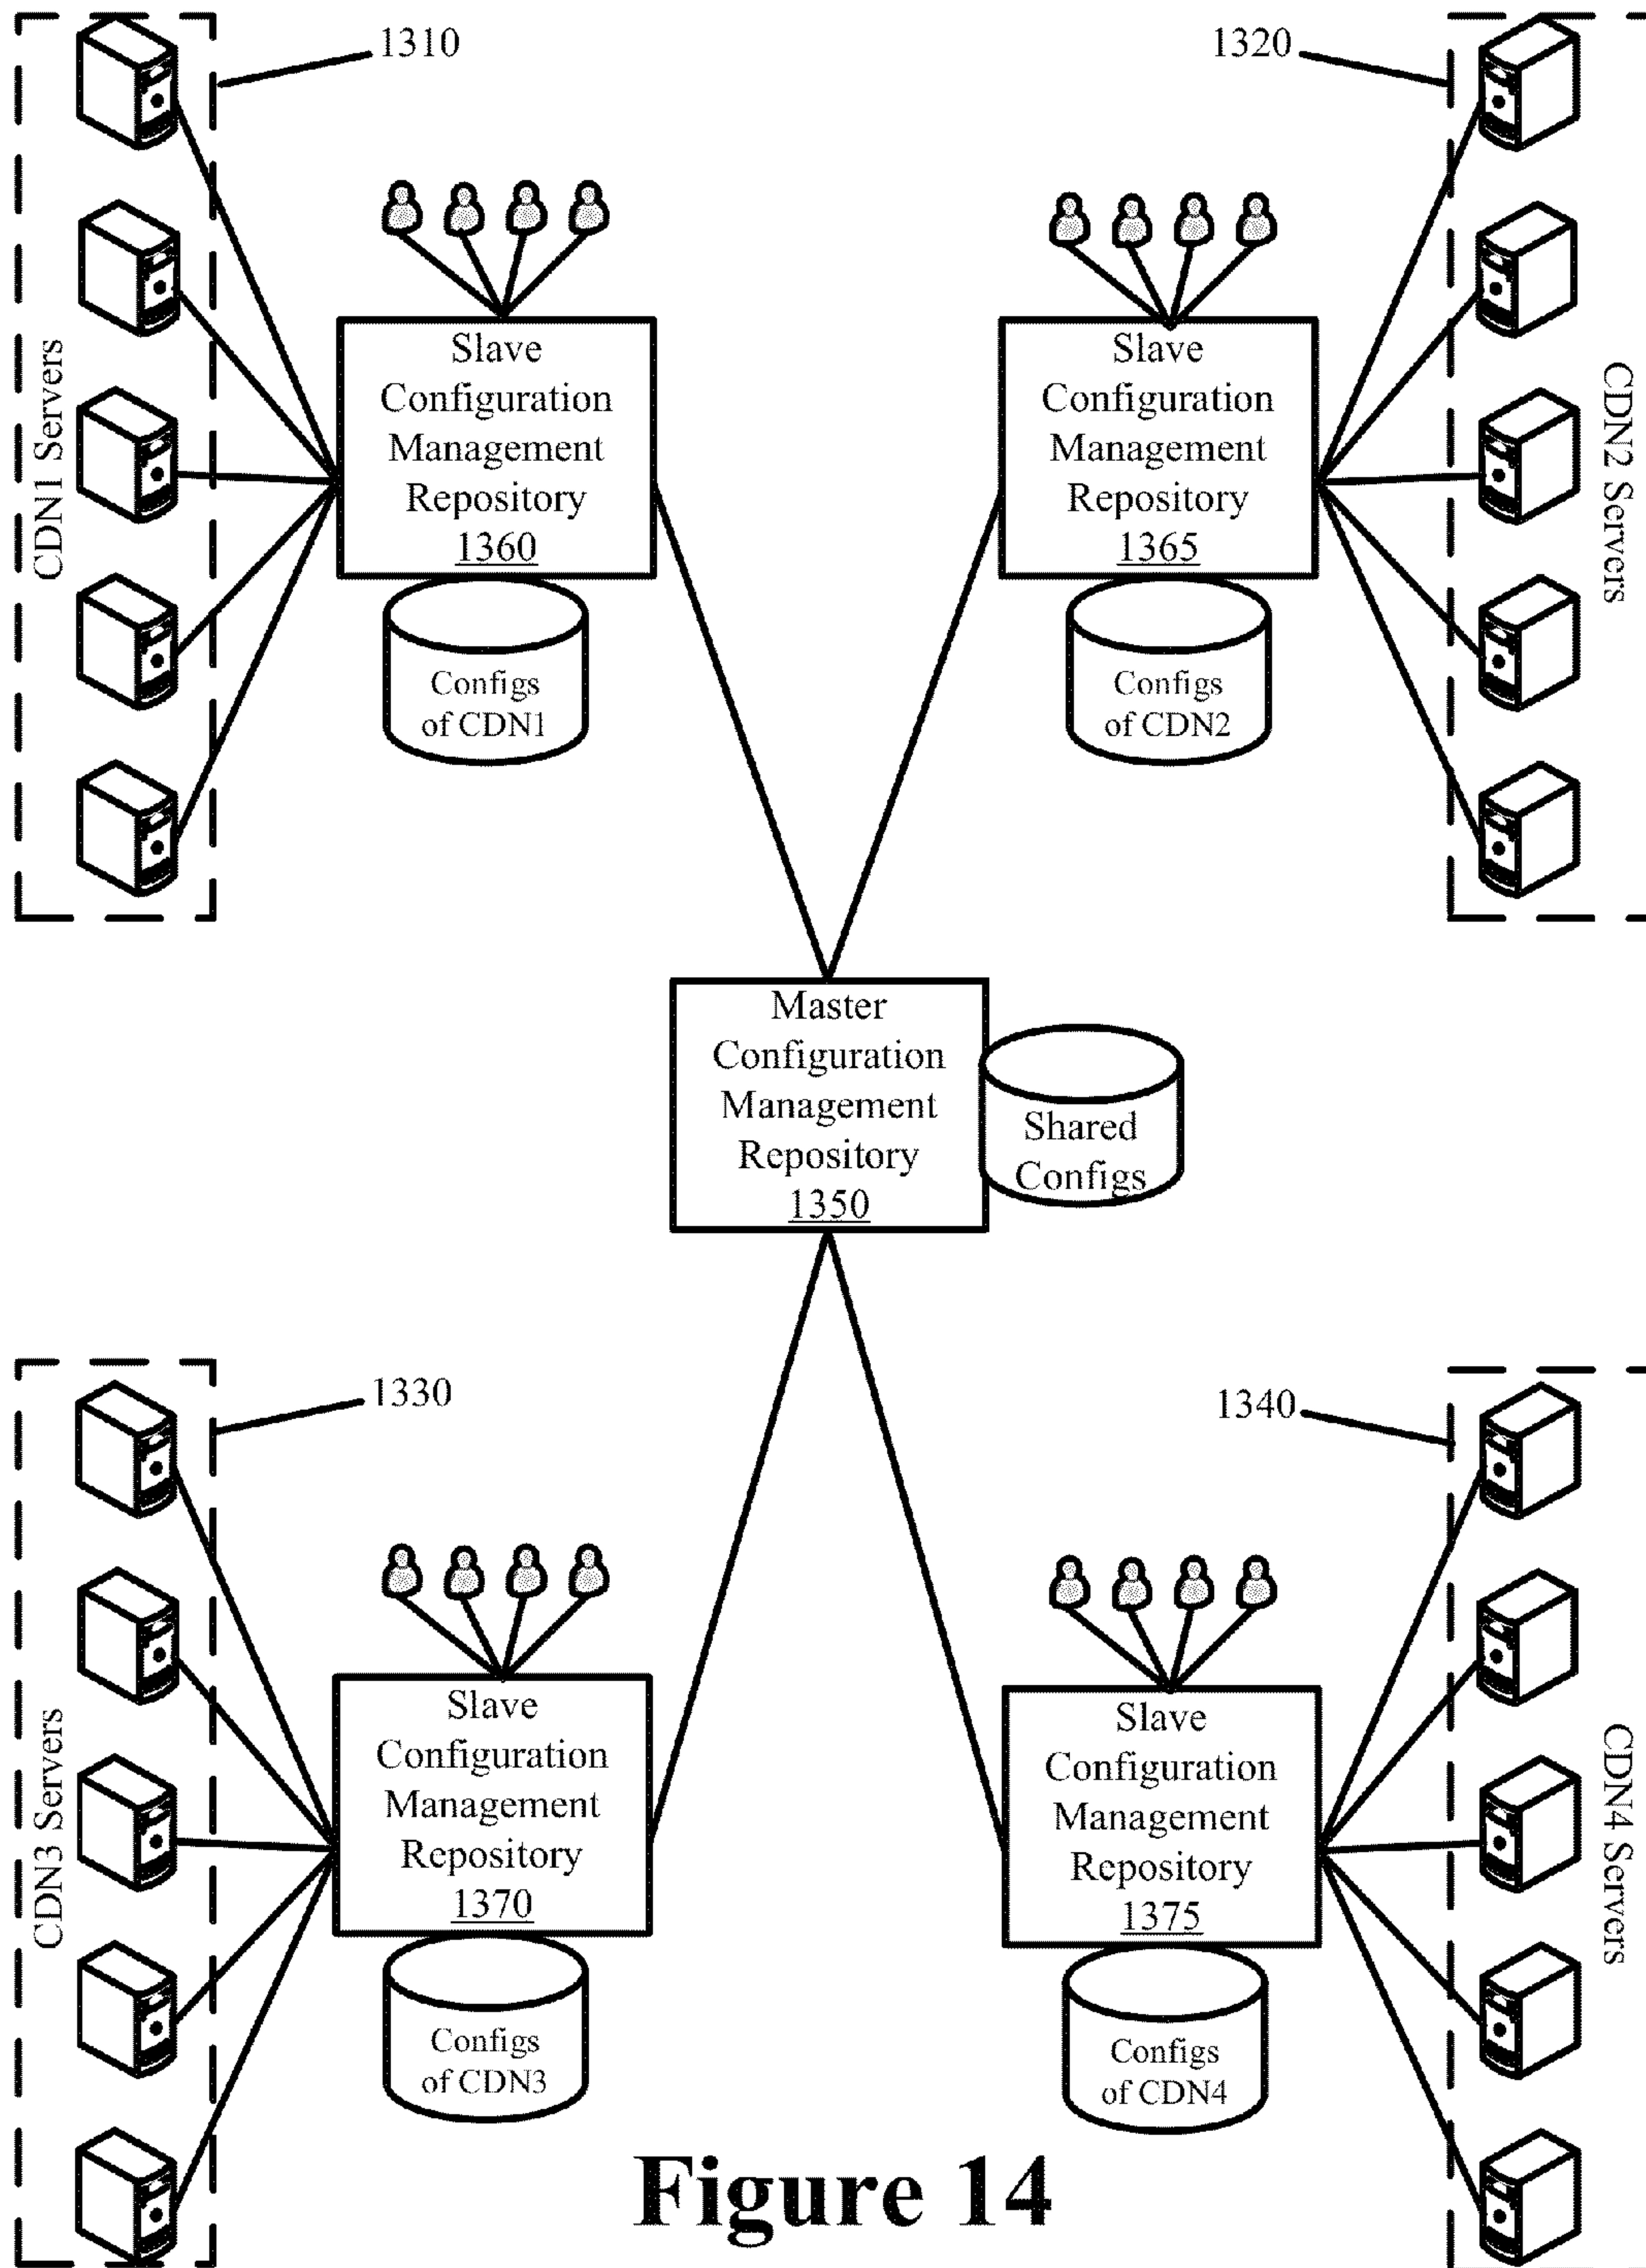 1310
1320
CDN1 Servers
Slave
Configuration
Management
Repository
1360
Configs
of CDN1
Slave
Configuration
Management
Repository
1365
Configs
of CDN2
CDN2 Servers
Master
Configuration
Management
Repository
1350
Shared
Configs
1330
1340
CDN3 Servers
Slave
Configuration
Management
Repository
1370
Configs
of CDN3
Slave
Configuration
Management
Repository
1375
Configs
of CDN4
CDN4 Servers
Figure 14